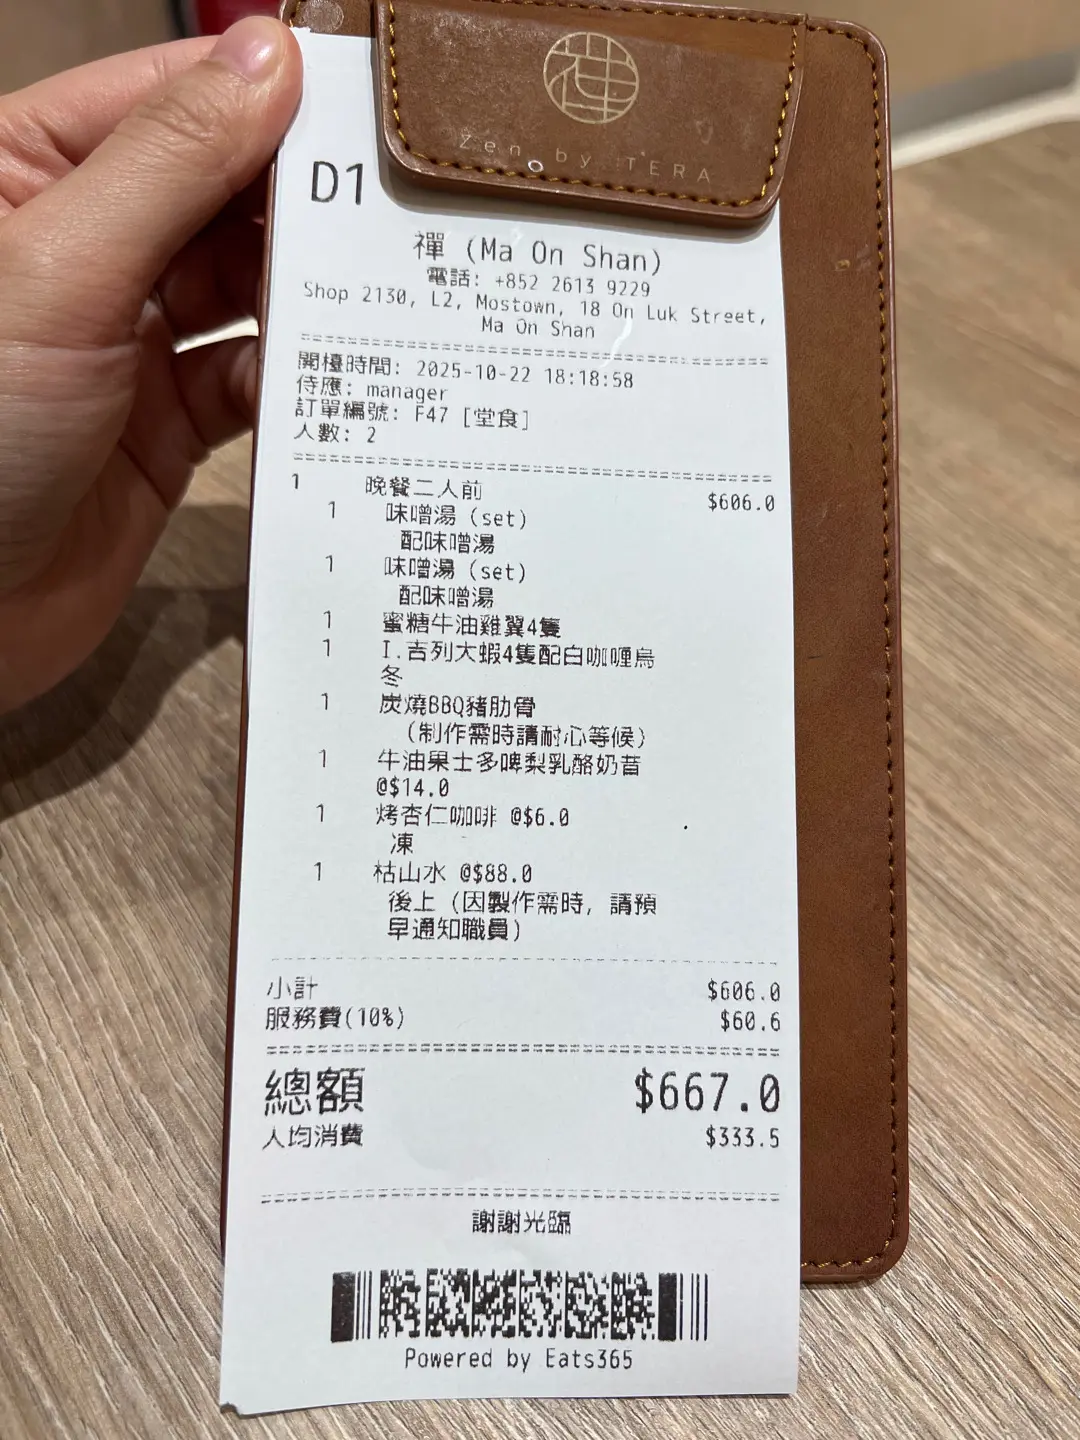 禪
Zen by TERA
D1
禪 (Ma On Shan)
電話: +852 2613 9229
Shop 2130, L2, Mostown, 18 On Luk Street,
Ma On Shan
開檯時間: 2025-10-22 18:18:58
侍應: manager
訂單編號: F47 [堂食]
人數: 2
1 晚餐二人前 $606.0
1 味噌湯 (set)
配味噌湯
1 味噌湯 (set)
配味噌湯
1 蜜糖牛油雞翼4隻
1 I.吉列大蝦4隻配白咖喱烏
冬
1 炭燒BBQ豬肋骨
(制作需時請耐心等候)
1 牛油果士多啤梨乳酪奶昔
@$14.0
1 烤杏仁咖啡 @$6.0
凍
1 枯山水 @$88.0
後上 (因製作需時, 請預
早通知職員)
小計 $606.0
服務費(10%) $60.6
總額 $667.0
人均消費 $333.5
謝謝光臨
Powered by Eats365